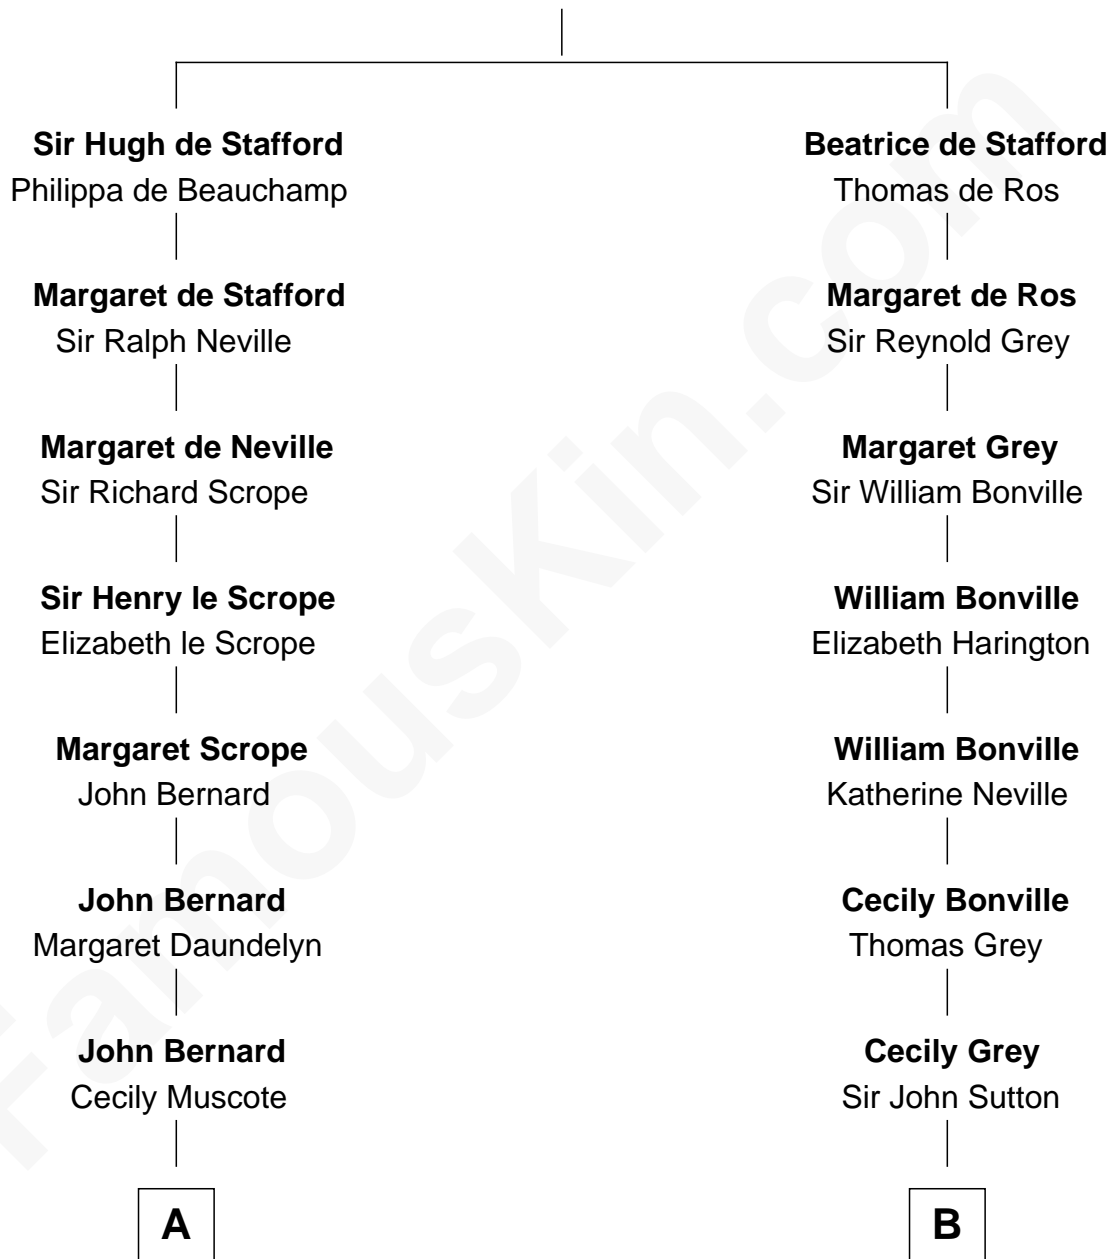 Sir Hugh de Stafford
Philippa de Beauchamp
Beatrice de Stafford
Thomas de Ros
Margaret de Stafford
Sir Ralph Neville
Margaret de Ros
Sir Reynold Grey
Margaret de Neville
Sir Richard Scrope
Margaret Grey
Sir William Bonville
Sir Henry le Scrope
Elizabeth le Scrope
William Bonville
Elizabeth Harington
Margaret Scrope
John Bernard
William Bonville
Katherine Neville
John Bernard
Margaret Daundelyn
Cecily Bonville
Thomas Grey
John Bernard
Cecily Muscote
Cecily Grey
Sir John Sutton
A
B
FamousKin.com